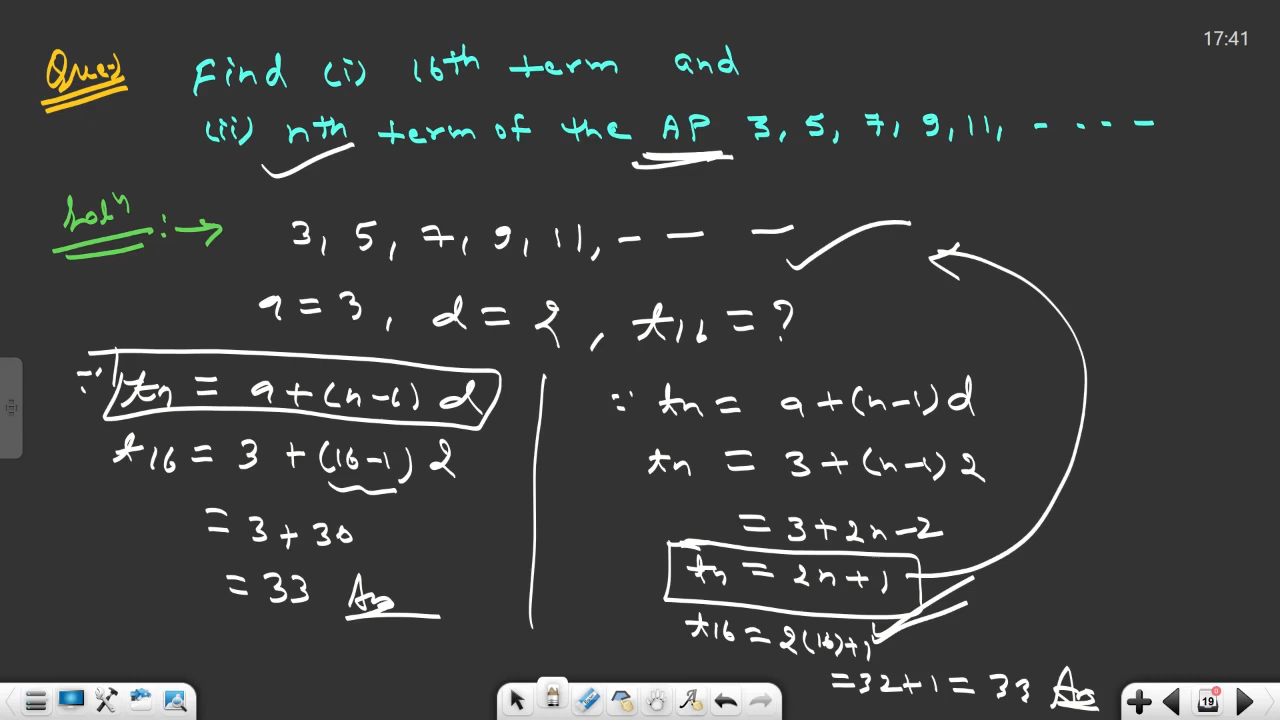 17:41
Ques
Find (i) 16th term and
(ii) nth term of the AP 3, 5, 7, 9, 11, - - - - -
Solⁿ :→ 3, 5, 7, 9, 11, - - -
a = 3, d = 2, t16 = ?
∵ tn = a + (n-1) d
t16 = 3 + (16-1) 2
= 3 + 30
= 33 Ans
∵ tn = a + (n-1) d
tn = 3 + (n-1) 2
= 3 + 2n - 2
tn = 2n + 1
t16 = 2(16) + 1
= 32 + 1 = 33 Ans
19